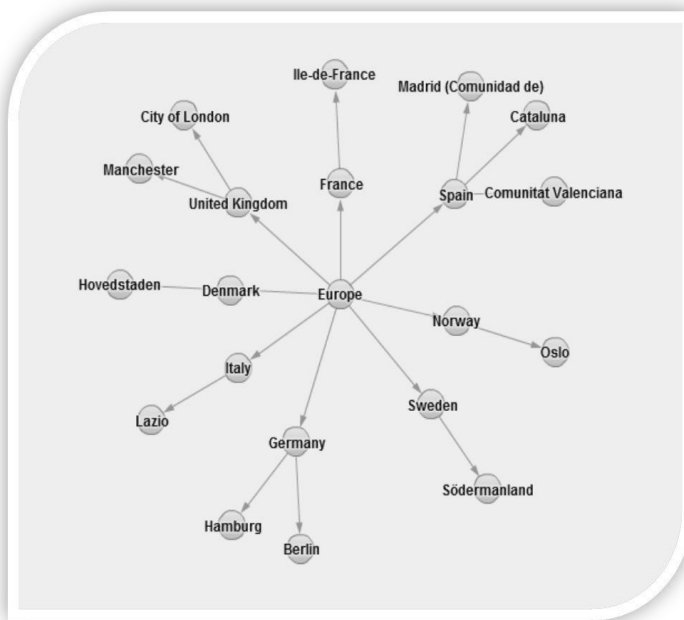 Ile-de-France
Madrid (Comunidad de)
City of London
Cataluna
Manchester
France
United Kingdom
Spain
Comunitat Valenciana
Hovedstaden
Denmark
Europe
Norway
Oslo
Italy
Sweden
Lazio
Germany
Södermanland
Hamburg
Berlin